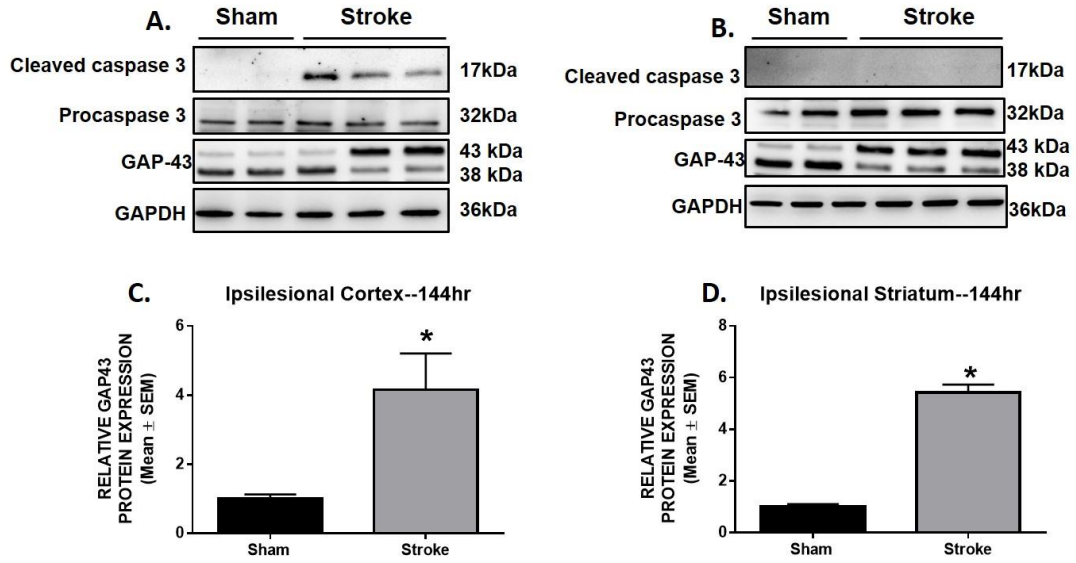 A.
Sham
Stroke
Cleaved caspase 3
17kDa
Procaspase 3
32kDa
GAP-43
43 kDa
38 kDa
GAPDH
36kDa
B.
Sham
Stroke
Cleaved caspase 3
17kDa
Procaspase 3
32kDa
GAP-43
43 kDa
38 kDa
GAPDH
36kDa
C.
Ipsilesional Cortex--144hr
RELATIVE GAP43
PROTEIN EXPRESSION
(Mean ± SEM)
6
4
2
0
*
Sham
Stroke
D.
Ipsilesional Striatum--144hr
RELATIVE GAP43
PROTEIN EXPRESSION
(Mean ± SEM)
8
6
4
2
0
*
Sham
Stroke